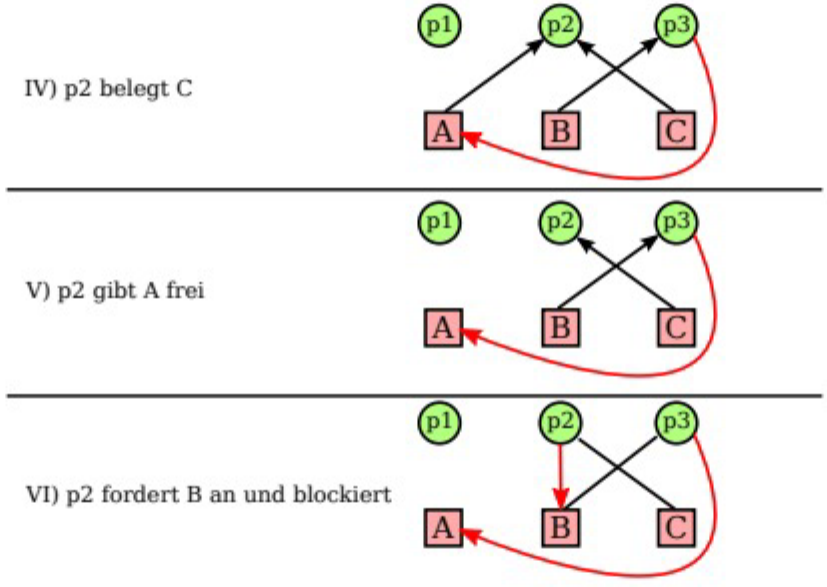 p1 p2 p3
IV) p2 belegt C
A B C
p1 p2 p3
V) p2 gibt A frei
A B C
p1 p2 p3
VI) p2 fordert B an und blockiert
A B C